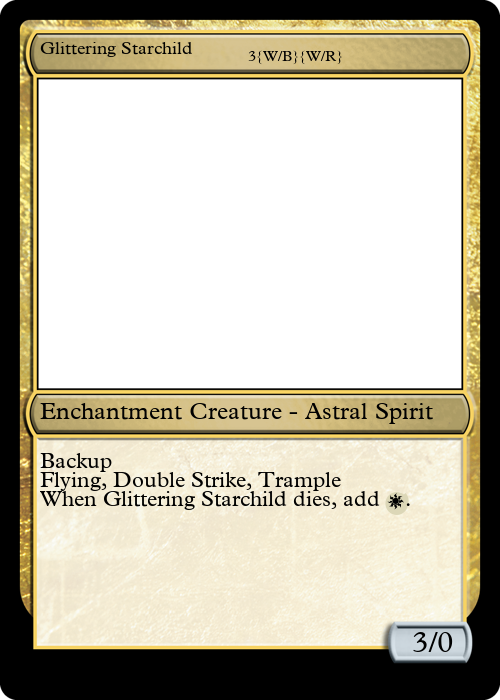 Glittering Starchild 3{W/B}{W/R}
Enchantment Creature - Astral Spirit
Backup
Flying, Double Strike, Trample
When Glittering Starchild dies, add .
3/0